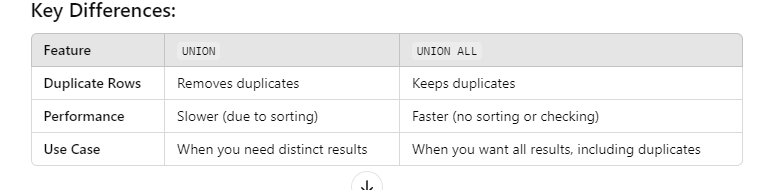 Key Differences:
Feature UNION UNION ALL
Duplicate Rows Removes duplicates Keeps duplicates
Performance Slower (due to sorting) Faster (no sorting or checking)
Use Case When you need distinct results When you want all results, including duplicates